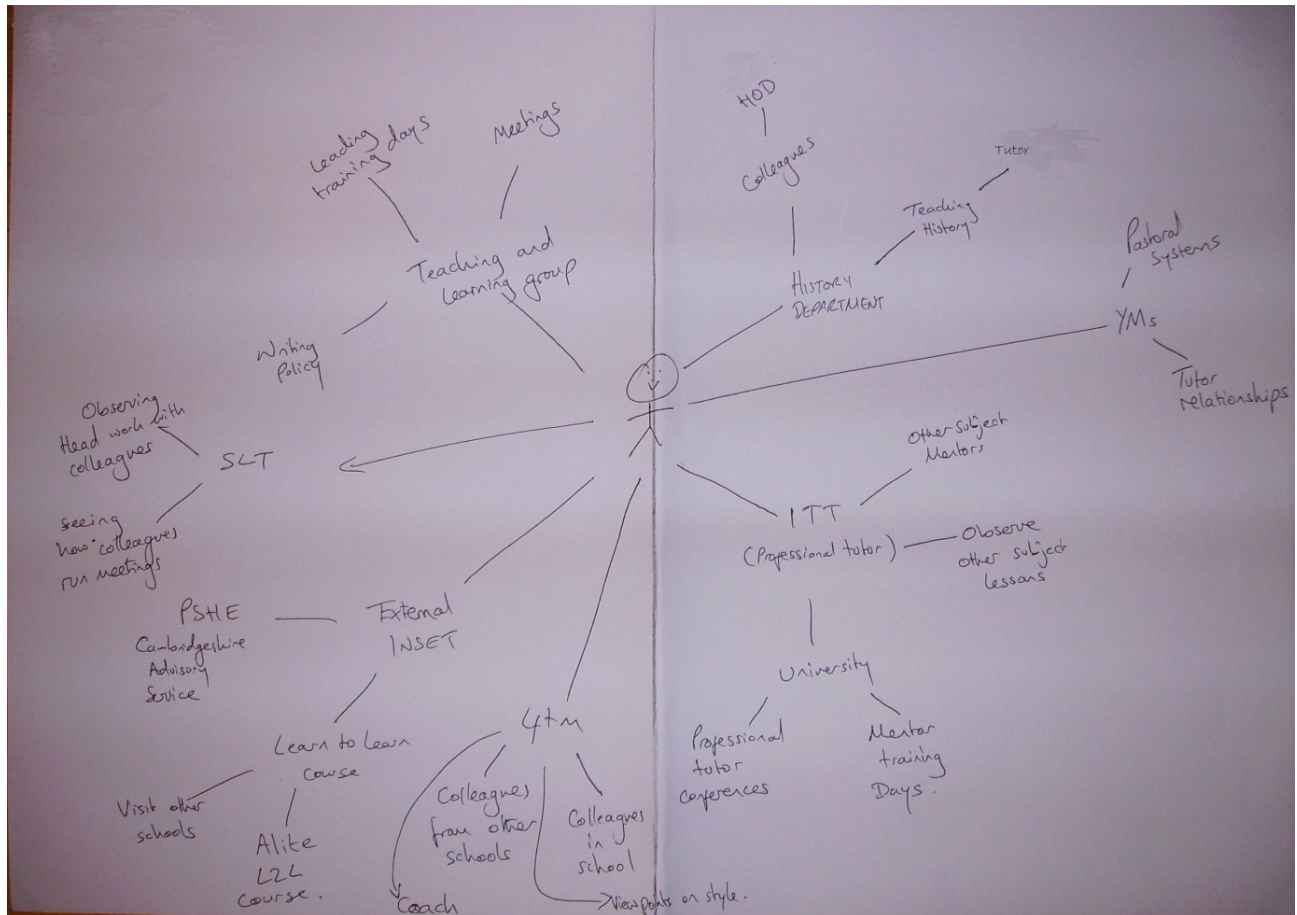 Leading
training days
Meetings
Teaching and
Learning group
Writing
Policy
HOD
Colleagues
Tutor
Teaching
History
HISTORY
DEPARTMENT
Pastoral
Systems
YMs
Tutor
relationships
Observing
Head work with
colleagues
SLT
seeing
how colleagues
run meetings
Other subject
Mentors
ITT
(Professional tutor)
Observe
other subject
lessons
University
Professional
tutor
conferences
Mentor
training
Days.
PSHE
Cambridgeshire
Advisory
Service
External
INSET
Learn to Learn
course
Visit other
schools
Alite
L2L
course.
Colleagues
from other
schools
Colleagues
in
school
Coach
Viewpoints on style.